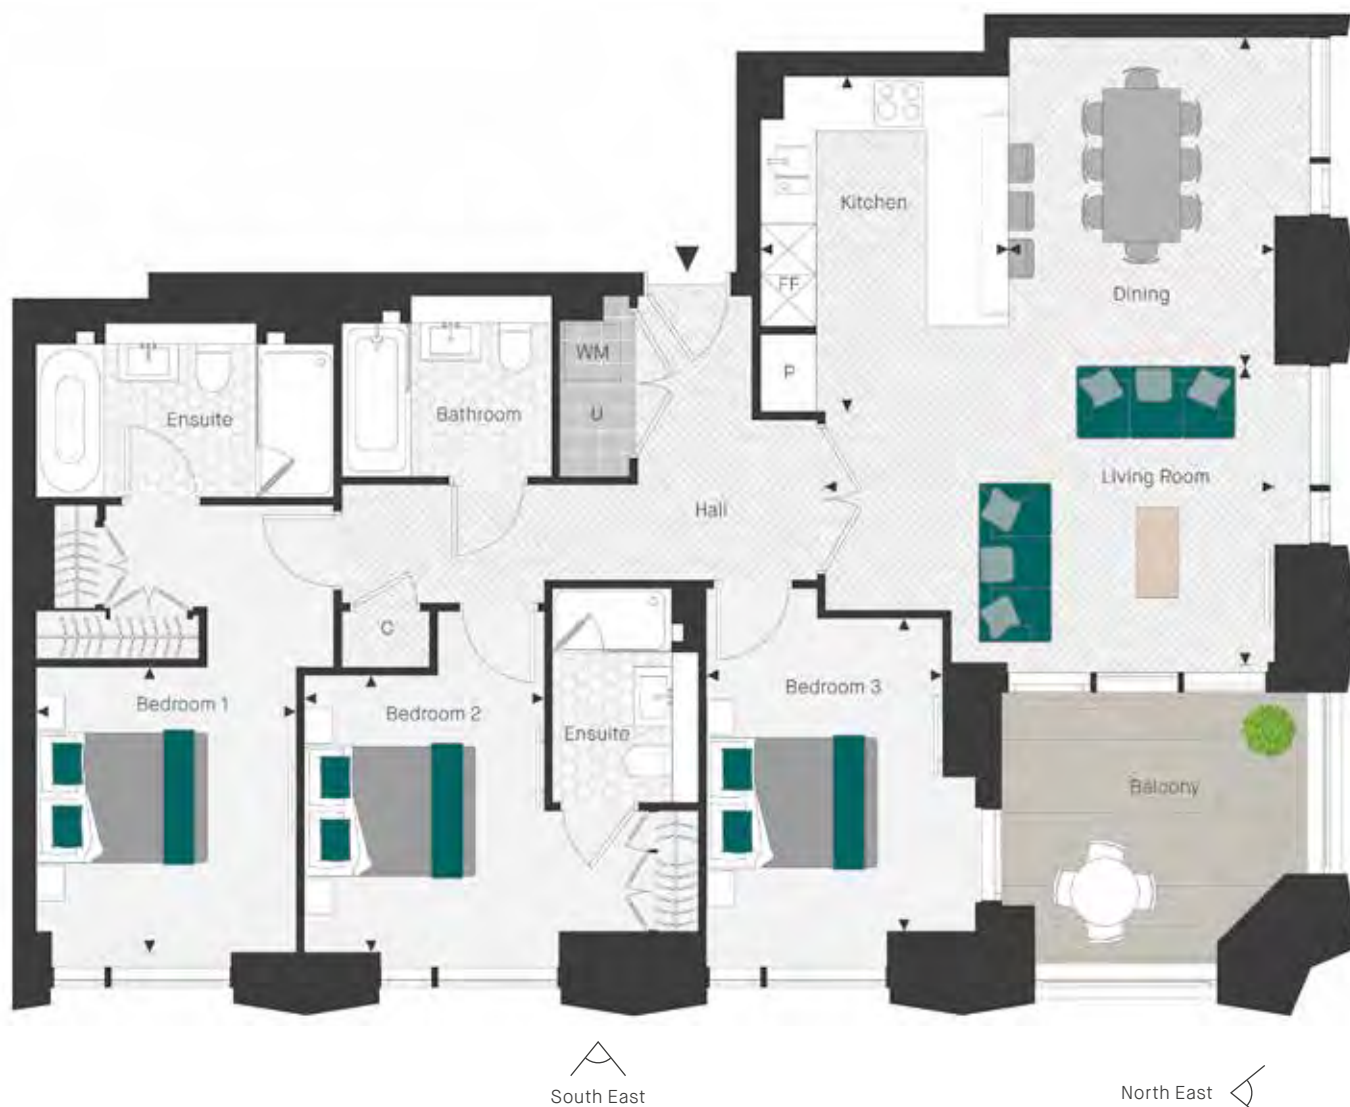 Kitchen
FF
Dining
WM
P
Ensuite
Bathroom
U
Living Room
Hall
C
Bedroom 1
Bedroom 2
Bedroom 3
Ensuite
Balcony
South East
North East